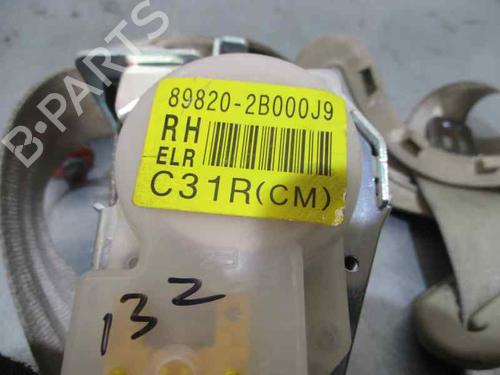 B-PARTS
89820-2B000J9
RH
ELR
C31R(CM)
132